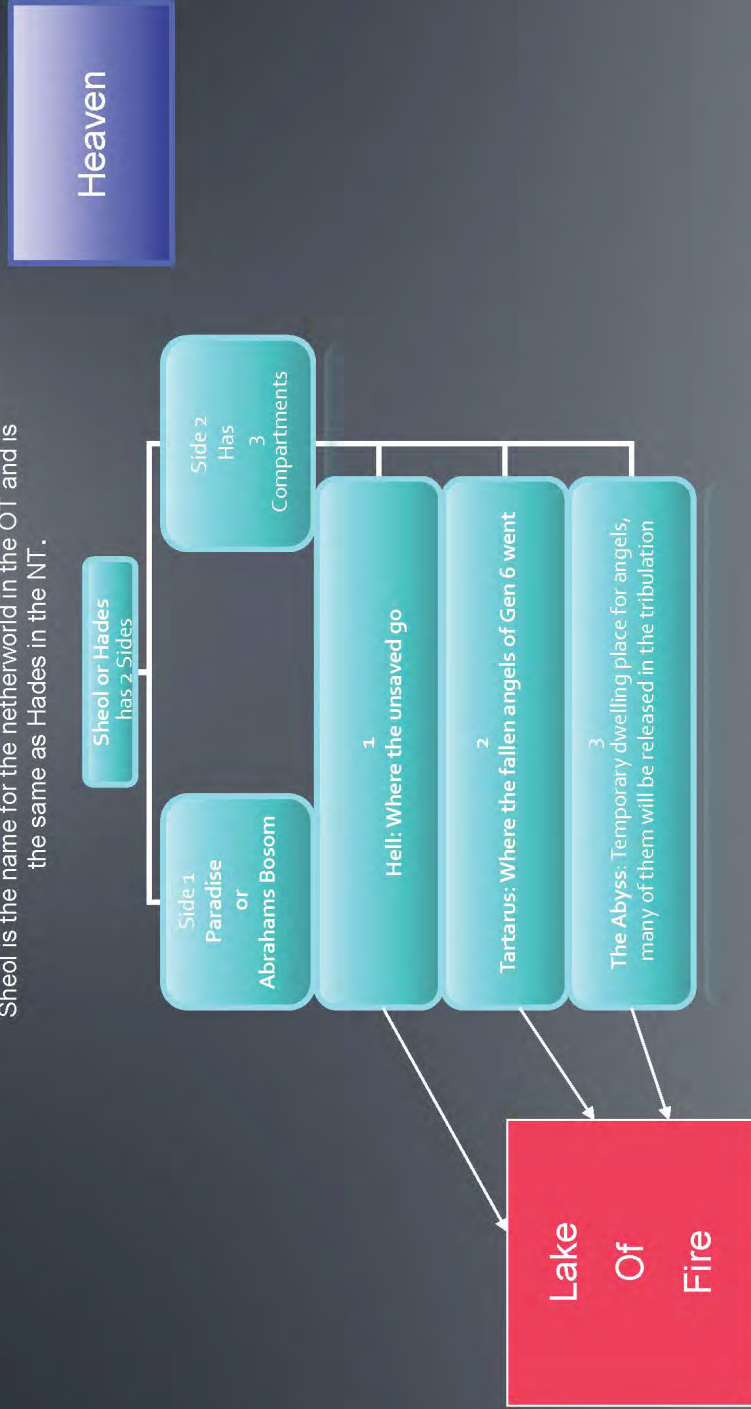 Sheol is the name for the netherworld in the OT and is
the same as Hades in the NT.
Heaven
Sheol or Hades
has 2 Sides
Side 1
Paradise
or
Abrahams Bosom
Side 2
Has
3
Compartments
1
Hell: Where the unsaved go
2
Tartarus: Where the fallen angels of Gen 6 went
3
The Abyss: Temporary dwelling place for angels,
many of them will be released in the tribulation
Lake
Of
Fire